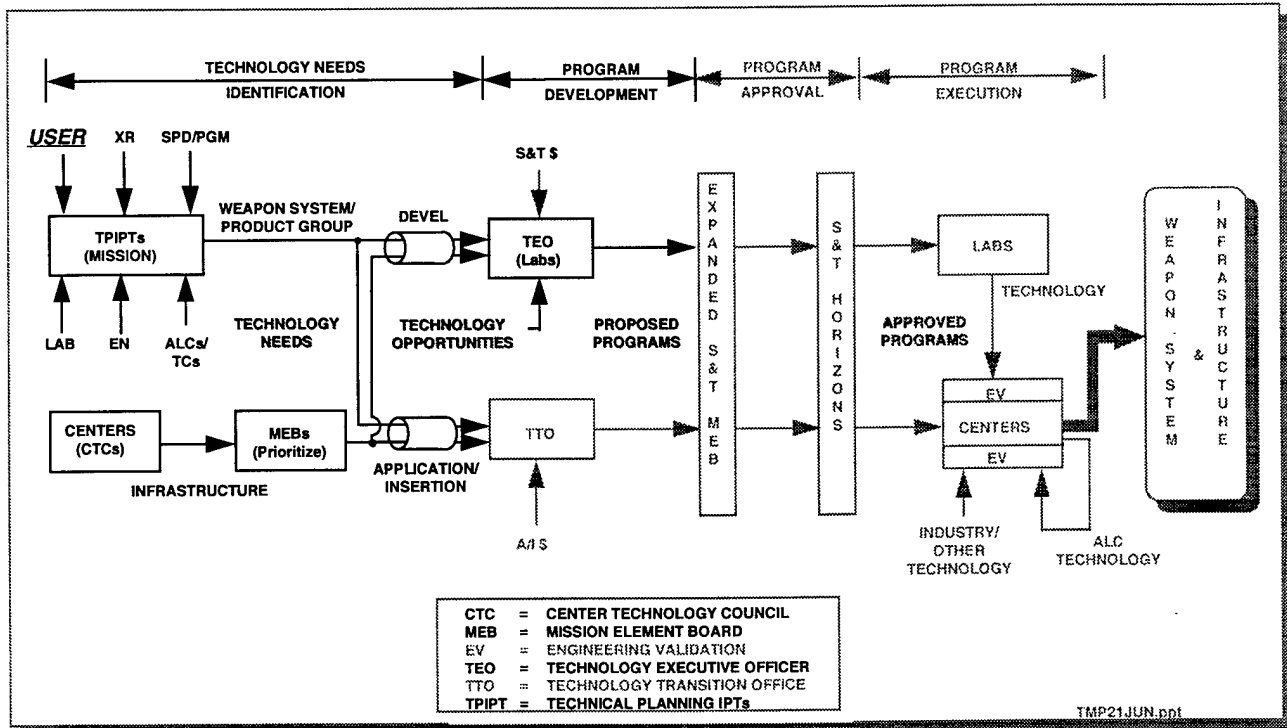 TECHNOLOGY NEEDS
IDENTIFICATION
PROGRAM
DEVELOPMENT
PROGRAM
APPROVAL
PROGRAM
EXECUTION
USER
XR
SPD/PGM
TPIPTs
(MISSION)
LAB
EN
ALCs/
TCs
WEAPON SYSTEM/
PRODUCT GROUP
TECHNOLOGY
NEEDS
DEVEL
S&T $
TEO
(Labs)
TECHNOLOGY
OPPORTUNITIES
PROPOSED
PROGRAMS
CENTERS
(CTCs)
MEBs
(Prioritize)
INFRASTRUCTURE
APPLICATION/
INSERTION
TTO
A/I $
EXPANDED S&T MEB
S&T HORIZONS
LABS
TECHNOLOGY
APPROVED
PROGRAMS
EV
CENTERS
EV
INDUSTRY/
OTHER
TECHNOLOGY
ALC
TECHNOLOGY
WEAPON SYSTEM
&
INFRASTRUCTURE
CTC = CENTER TECHNOLOGY COUNCIL
MEB = MISSION ELEMENT BOARD
EV = ENGINEERING VALIDATION
TEO = TECHNOLOGY EXECUTIVE OFFICER
TTO = TECHNOLOGY TRANSITION OFFICE
TPIPT = TECHNICAL PLANNING IPTs
TMP21JUN.ppt